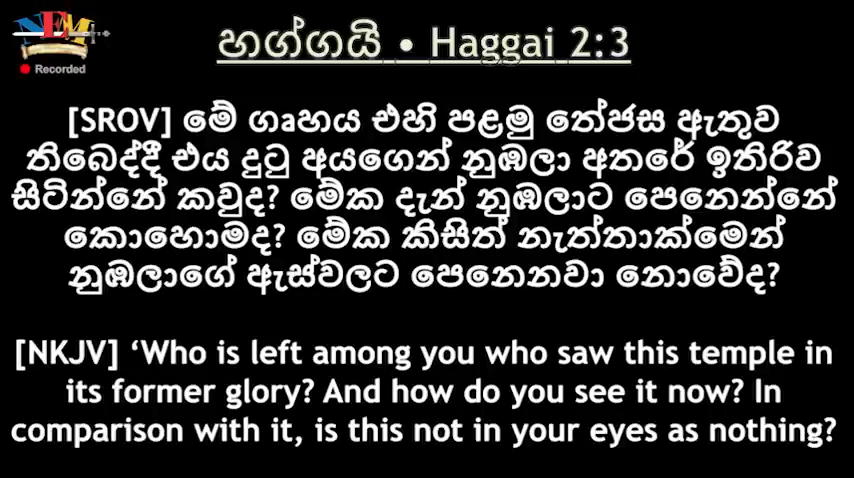 NEM
Recorded
හග්ගයි • Haggai 2:3
[SROV] මේ ගෘහය එහි පළමු තේජස ඇතුව
තිබෙද්දී එය දුටු අයගෙන් නුඹලා අතරේ ඉතිරිව
සිටින්නේ කවුද? මේක දැන් නුඹලාට පෙනෙන්නේ
කොහොමද? මේක කිසිත් නැත්තාක්මෙන්
නුඹලාගේ ඇස්වලට පෙනෙනවා නොවේද?
[NKJV] ‘Who is left among you who saw this temple in
its former glory? And how do you see it now? In
comparison with it, is this not in your eyes as nothing?